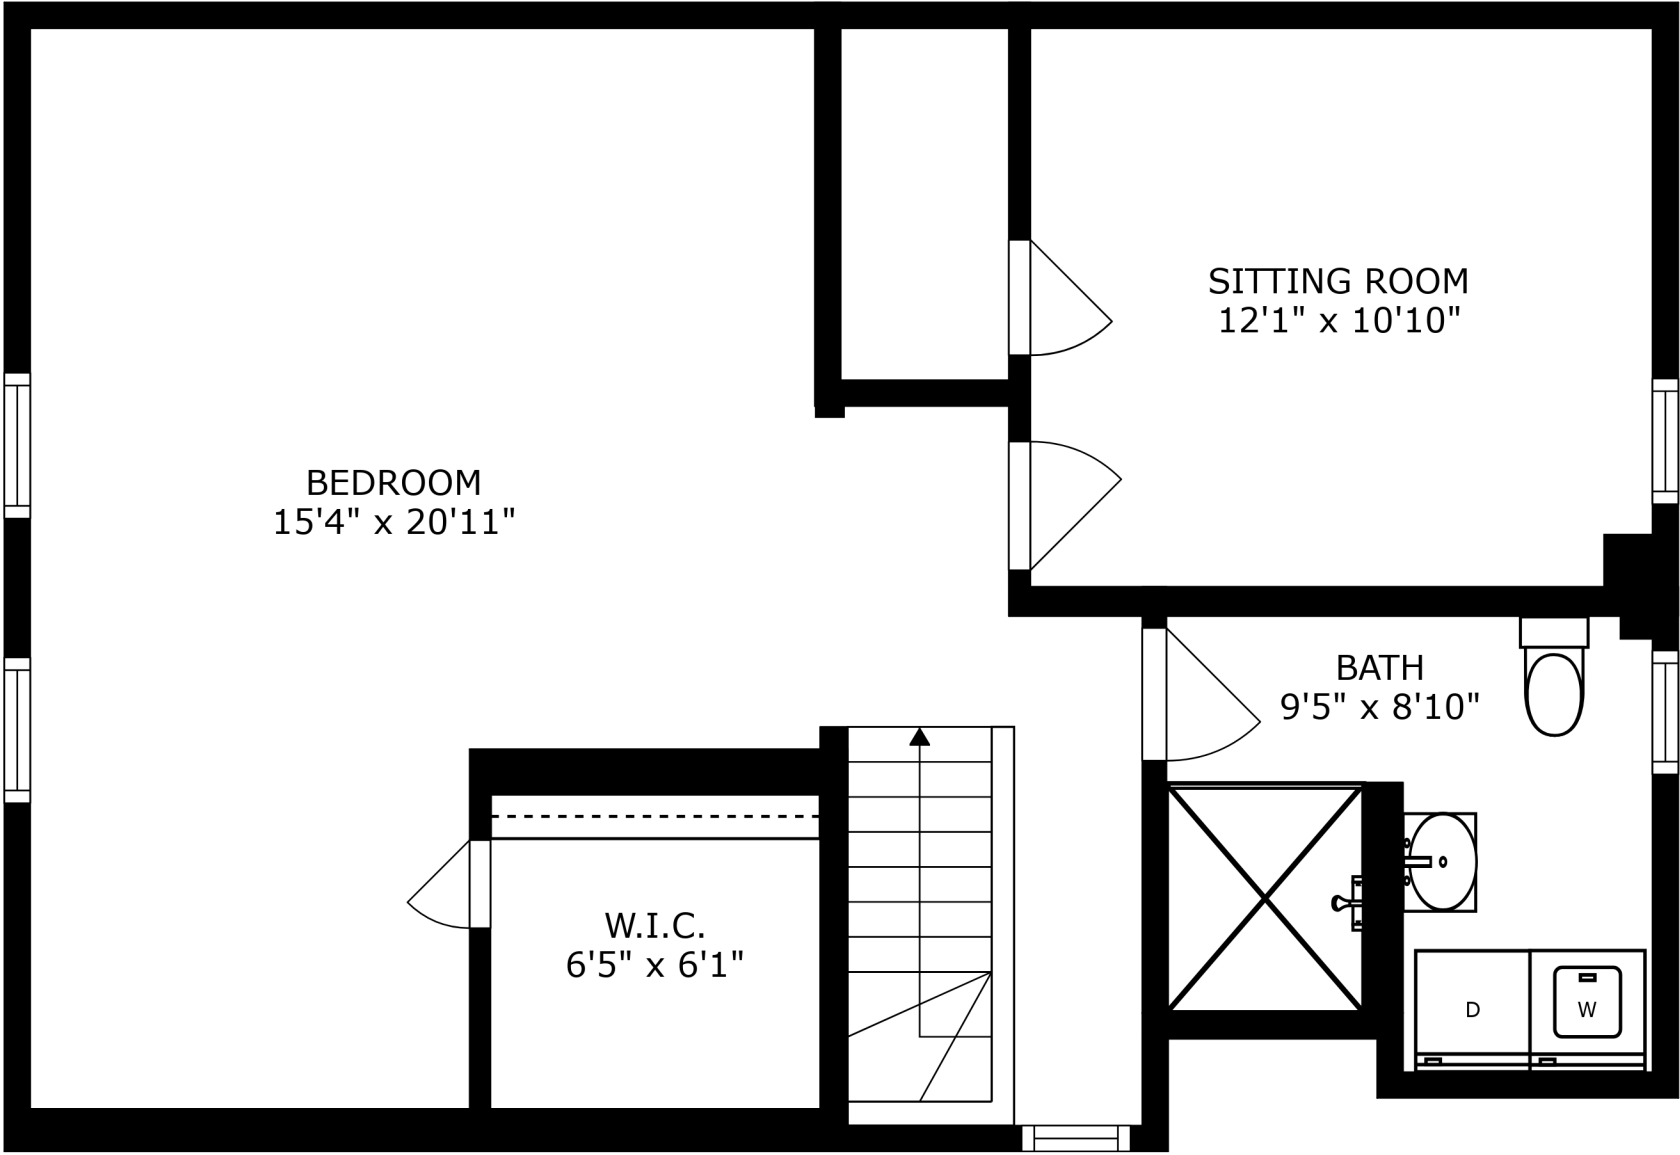 SITTING ROOM
12'1" x 10'10"
BEDROOM
15'4" x 20'11"
BATH
9'5" x 8'10"
W.I.C.
6'5" x 6'1"
D
W